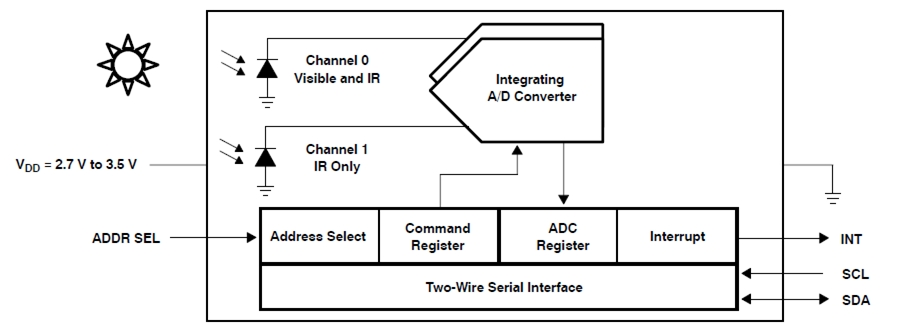 Channel 0
Visible and IR
Integrating
A/D Converter
Channel 1
IR Only
VDD = 2.7 V to 3.5 V
ADDR SEL
Address Select
Command
Register
ADC
Register
Interrupt
INT
Two-Wire Serial Interface
SCL
SDA